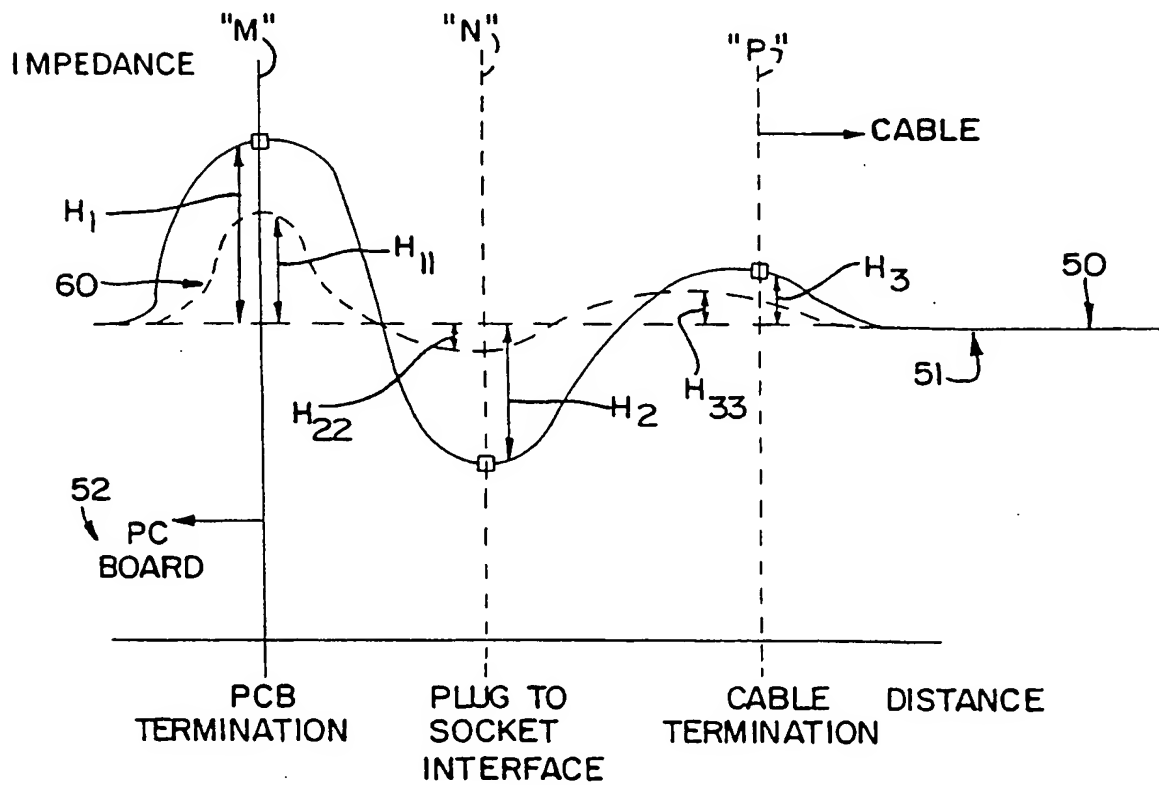 "M"
"N"
"P"
IMPEDANCE
CABLE
H1
H11
60
H3
50
51
H22
H2
H33
52
PC
BOARD
PCB
TERMINATION
PLUG TO
SOCKET
INTERFACE
CABLE
TERMINATION
DISTANCE